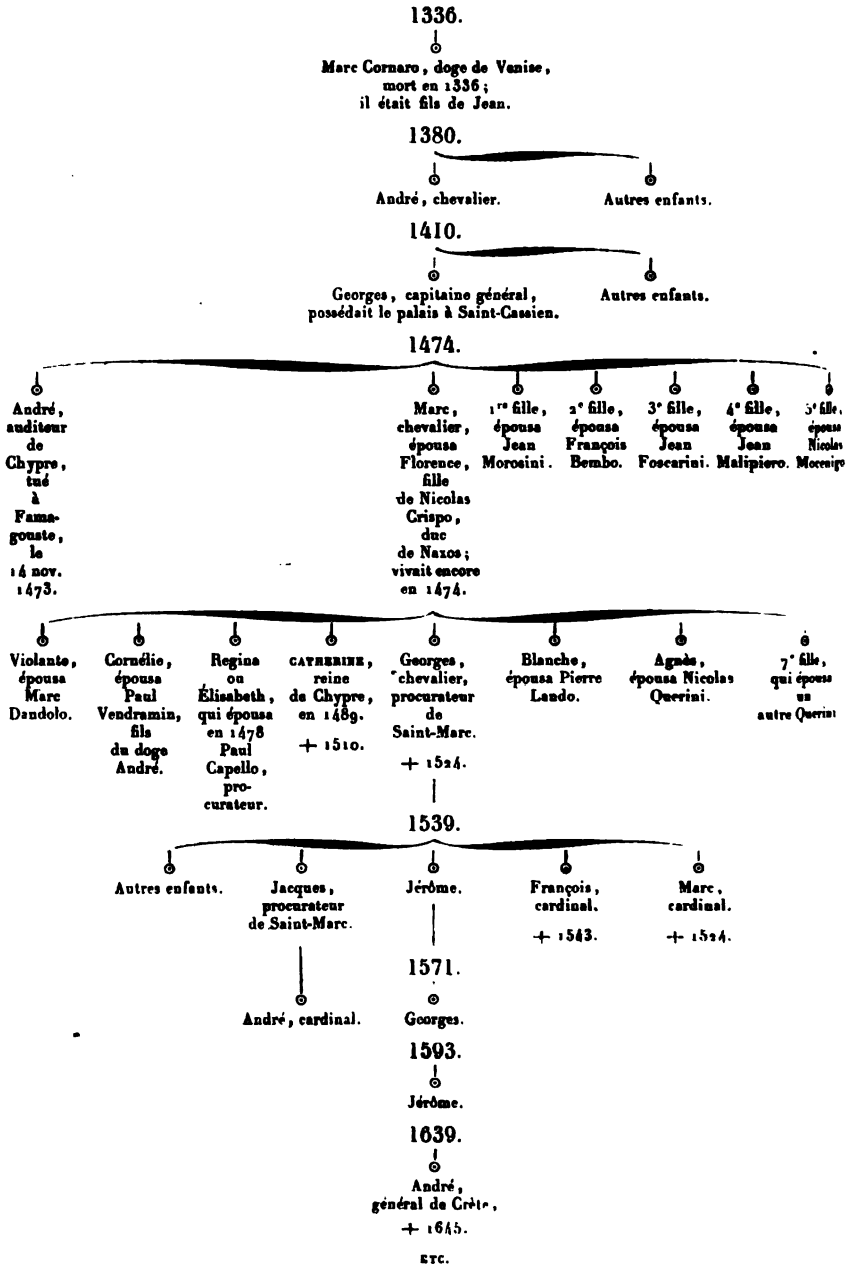 1336.
Marc Cornaro, doge de Venise,
mort en 1336;
il était fils de Jean.
1380.
André, chevalier.
Autres enfants.
1410.
Georges, capitaine général,
possédait le palais à Saint-Cassien.
Autres enfants.
1474.
André,
auditeur
de
Chypre,
tué
à
Fama-
gouste,
le
14 nov.
1473.
Marc,
chevalier,
épousa
Florence,
fille
de Nicolas
Crispo,
duc
de Naxos;
vivait encore
en 1474.
1re fille,
épousa
Jean
Morosini.
2e fille,
épousa
François
Bembo.
3e fille,
épousa
Jean
Foscarini.
4e fille,
épousa
Jean
Malipiero.
5e fille,
épousa
Nicolas
Mocenigo
Violante,
épousa
Marc
Dandolo.
Cornélie,
épousa
Paul
Vendramin,
fils
du doge
André.
Regina
ou
Élisabeth,
qui épousa
en 1478
Paul
Capello,
pro-
curateur.
CATHERINE,
reine
de Chypre,
en 1489.
+ 1510.
Georges,
chevalier,
procurateur
de
Saint-Marc.
+ 1524.
Blanche,
épousa Pierre
Lando.
Agnès,
épousa Nicolas
Querini.
7e fille,
qui épousa
un
autre Querini
1539.
Autres enfants.
Jacques,
procurateur
de Saint-Marc.
Jérôme.
François,
cardinal.
+ 1543.
Marc,
cardinal.
+ 1524.
1571.
André, cardinal.
Georges.
1593.
Jérôme.
1639.
André,
général de Crète,
+ 1645.
ETC.